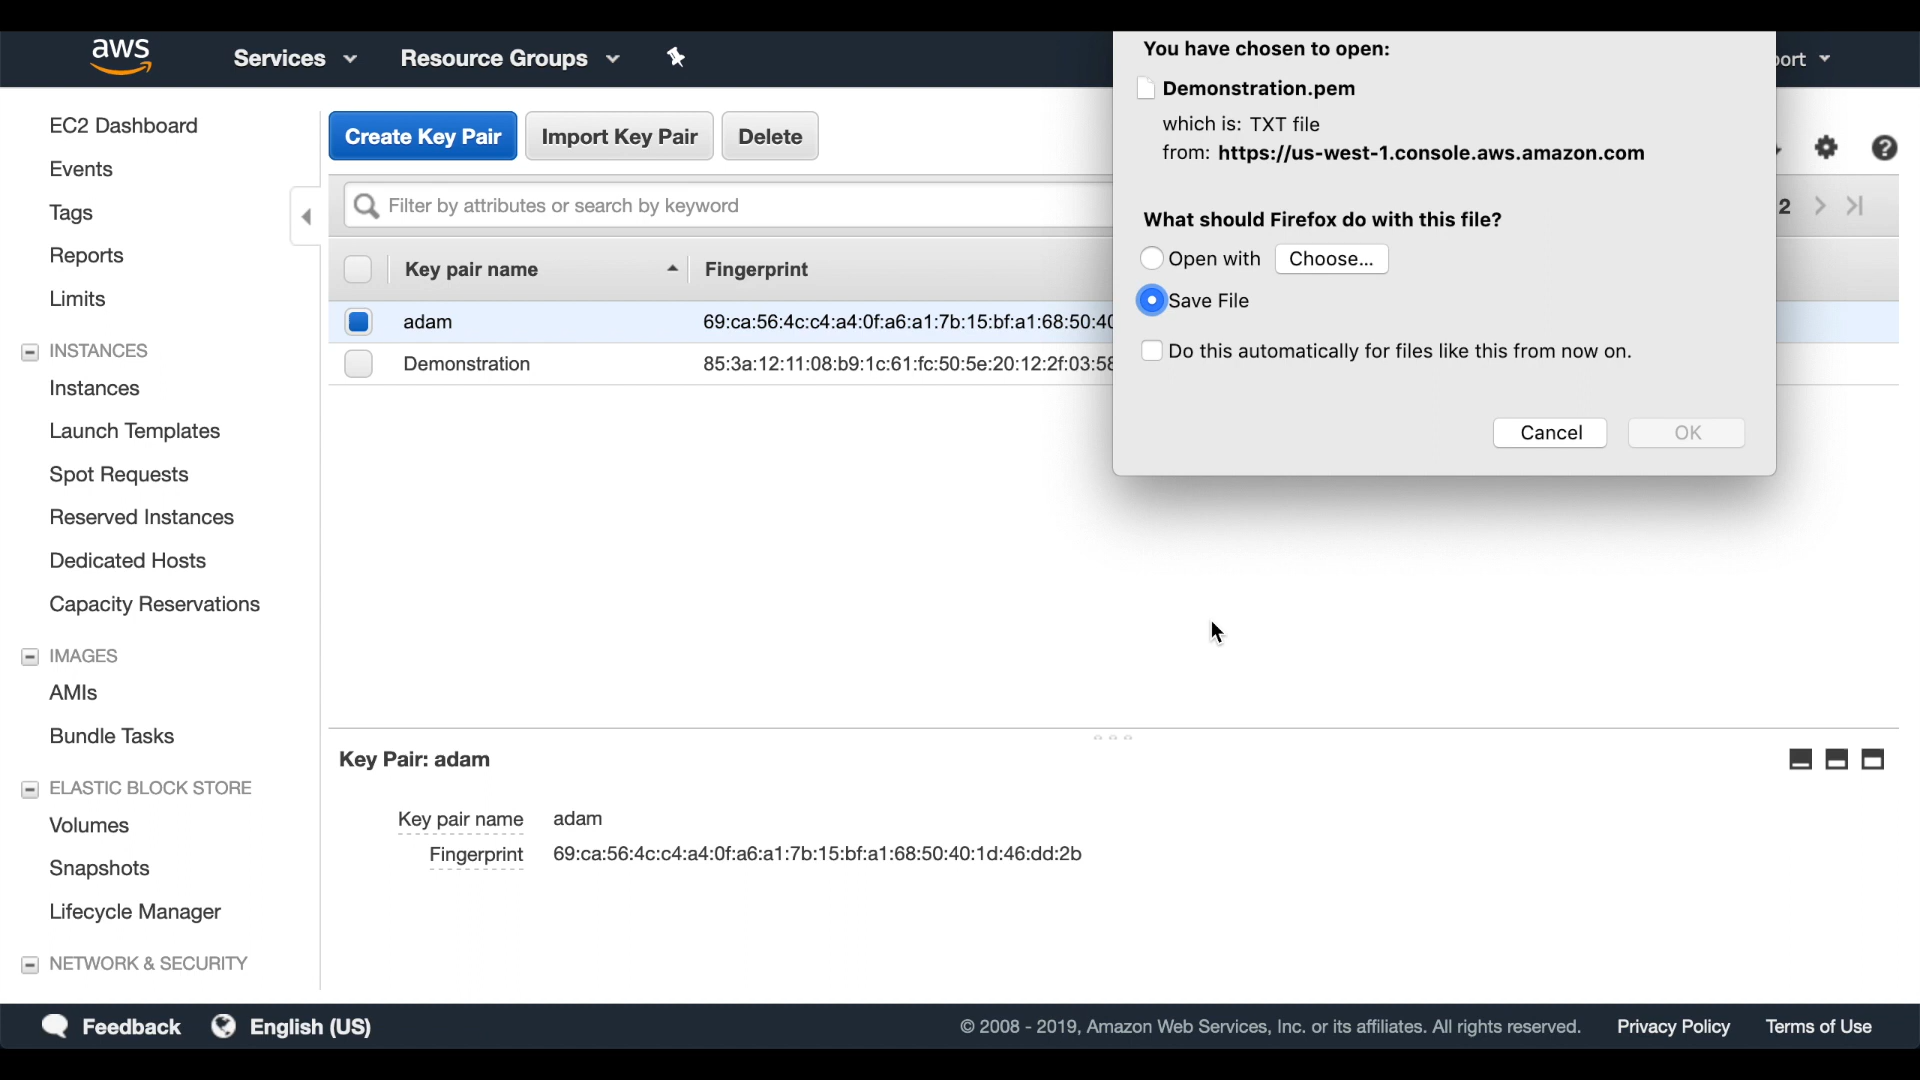 aws Services Resource Groups
EC2 Dashboard
Events
Tags
Reports
Limits
INSTANCES
Instances
Launch Templates
Spot Requests
Reserved Instances
Dedicated Hosts
Capacity Reservations
IMAGES
AMIs
Bundle Tasks
ELASTIC BLOCK STORE
Volumes
Snapshots
Lifecycle Manager
NETWORK & SECURITY
Create Key Pair Import Key Pair Delete
Filter by attributes or search by keyword
2
Key pair name Fingerprint
adam 69:ca:56:4c:c4:a4:0f:a6:a1:7b:15:bf:a1:68:50:40
Demonstration 85:3a:12:11:08:b9:1c:61:fc:50:5e:20:12:2f:03:58
You have chosen to open:
Demonstration.pem
which is: TXT file
from: https://us-west-1.console.aws.amazon.com
What should Firefox do with this file?
Open with Choose...
Save File
Do this automatically for files like this from now on.
Cancel OK
Key Pair: adam
Key pair name adam
Fingerprint 69:ca:56:4c:c4:a4:0f:a6:a1:7b:15:bf:a1:68:50:40:1d:46:dd:2b
Feedback English (US) © 2008 - 2019, Amazon Web Services, Inc. or its affiliates. All rights reserved. Privacy Policy Terms of Use